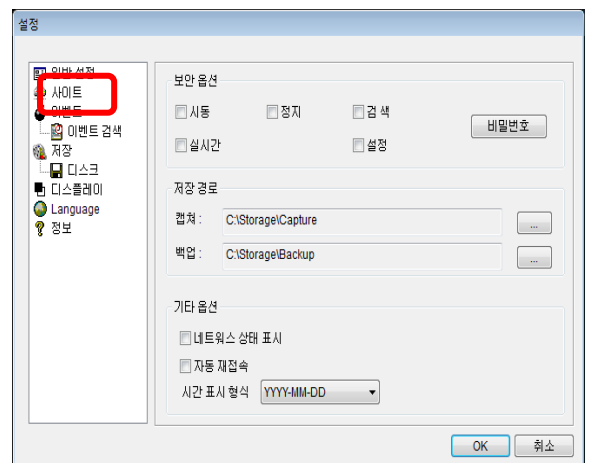 설정
일반 설정
사이트
이벤트
이벤트 검색
저장
디스크
디스플레이
Language
정보
보안 옵션
시동
정지
검 색
비밀번호
실시간
설정
저장 경로
캡쳐 :
C:\Storage\Capture
...
백업 :
C:\Storage\Backup
...
기타 옵션
네트워스 상태 표시
자동 재접속
시간 표시 형식
YYYY-MM-DD
OK
취소